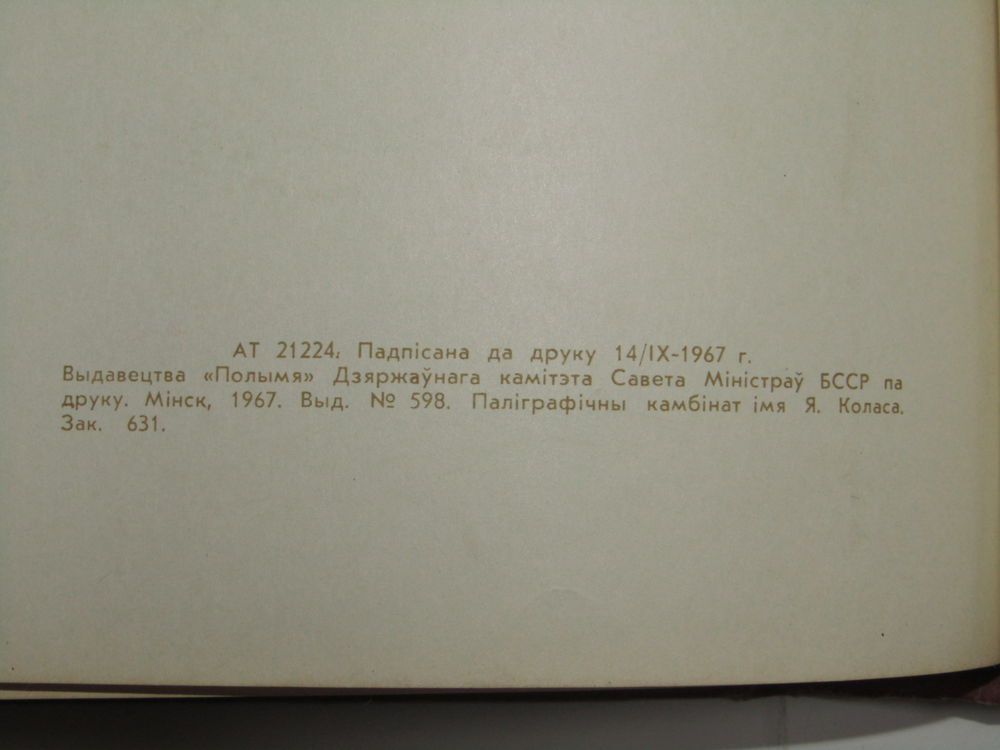 АТ 21224. Падпісана да друку 14/IX-1967 г.
Выдавецтва «Полымя» Дзяржаўнага камітэта Савета Міністраў БССР па
друку. Мінск, 1967. Выд. № 598. Паліграфічны камбінат імя Я. Коласа.
Зак. 631.